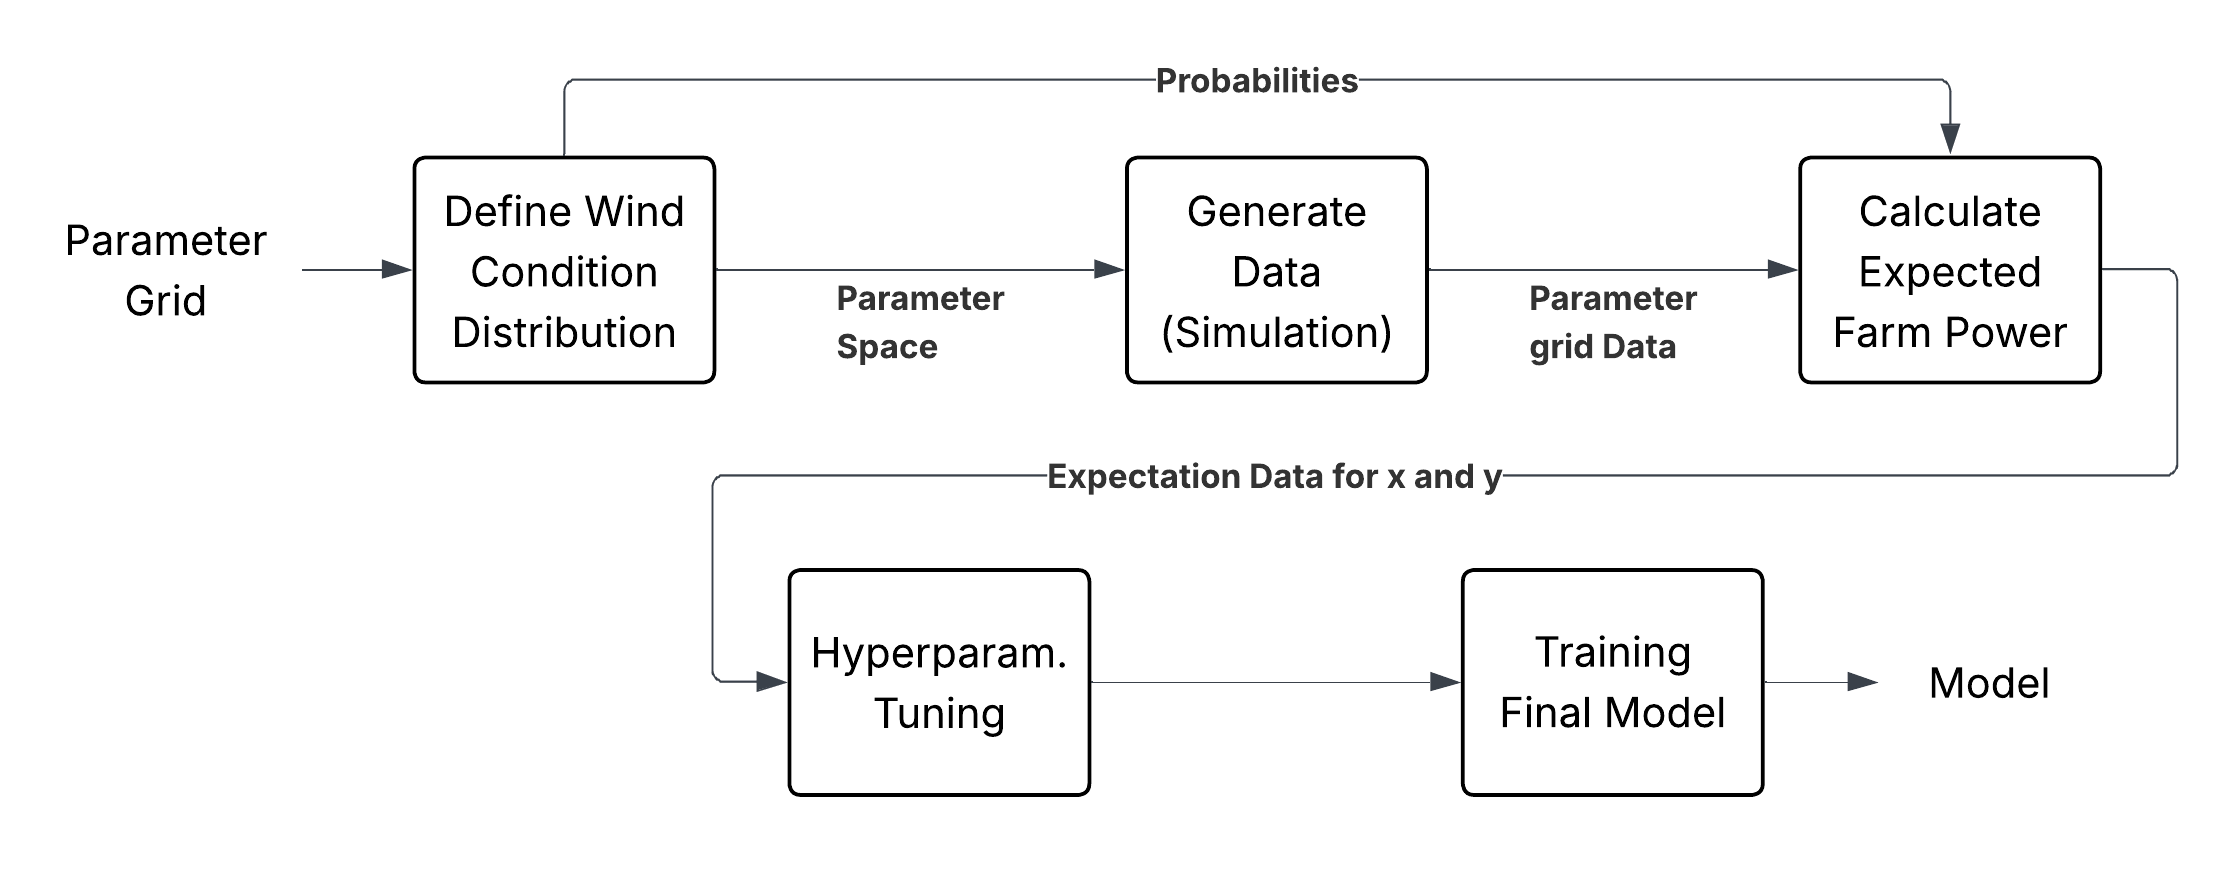 Probabilities
Parameter
Grid
Define Wind
Condition
Distribution
Parameter
Space
Generate
Data
(Simulation)
Parameter
grid Data
Calculate
Expected
Farm Power
Expectation Data for x and y
Hyperparam.
Tuning
Training
Final Model
Model